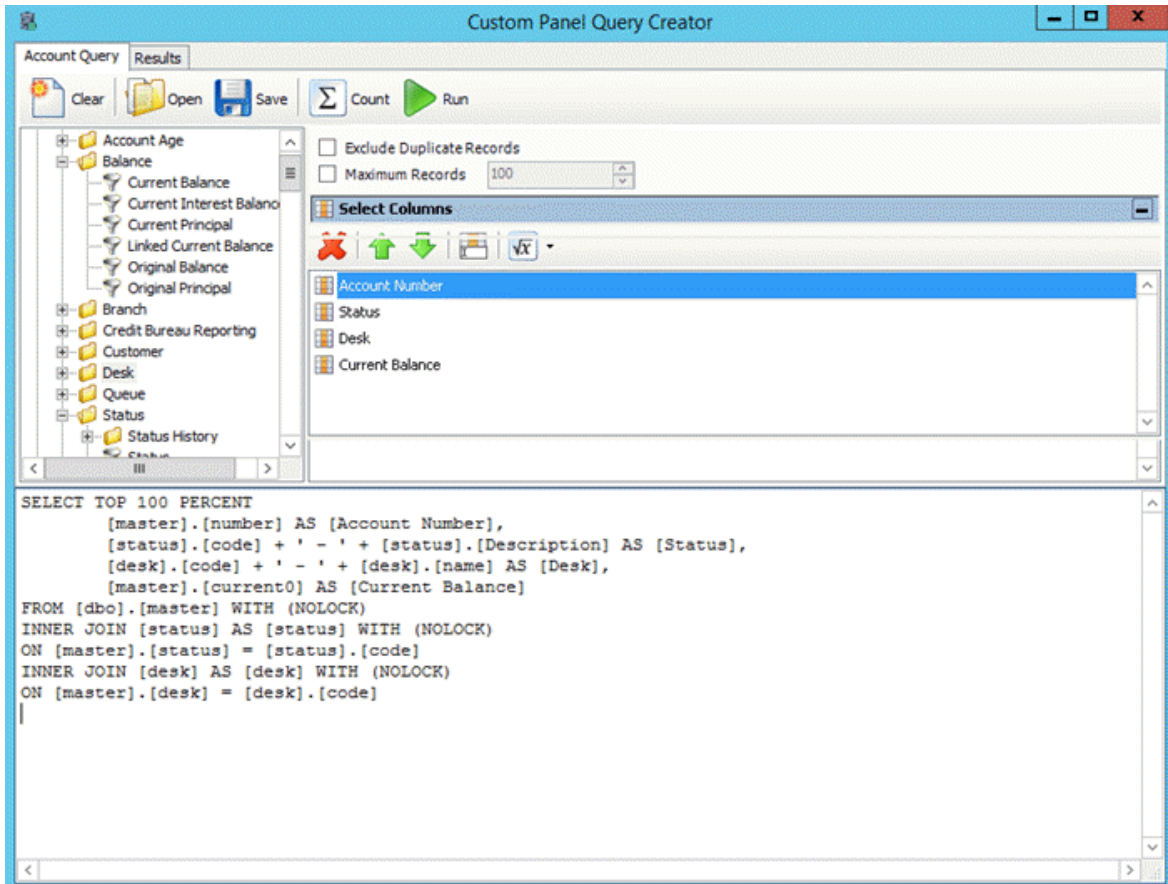 Custom Panel Query Creator
Account Query Results
Clear Open Save Σ Count Run
Account Age
Balance
Current Balance
Current Interest Balanc
Current Principal
Linked Current Balance
Original Balance
Original Principal
Branch
Credit Bureau Reporting
Customer
Desk
Queue
Status
Status History
Status
Exclude Duplicate Records
Maximum Records 100
Select Columns
√x
Account Number
Status
Desk
Current Balance
SELECT TOP 100 PERCENT
[master].[number] AS [Account Number],
[status].[code] + ' - ' + [status].[Description] AS [Status],
[desk].[code] + ' - ' + [desk].[name] AS [Desk],
[master].[current0] AS [Current Balance]
FROM [dbo].[master] WITH (NOLOCK)
INNER JOIN [status] AS [status] WITH (NOLOCK)
ON [master].[status] = [status].[code]
INNER JOIN [desk] AS [desk] WITH (NOLOCK)
ON [master].[desk] = [desk].[code]